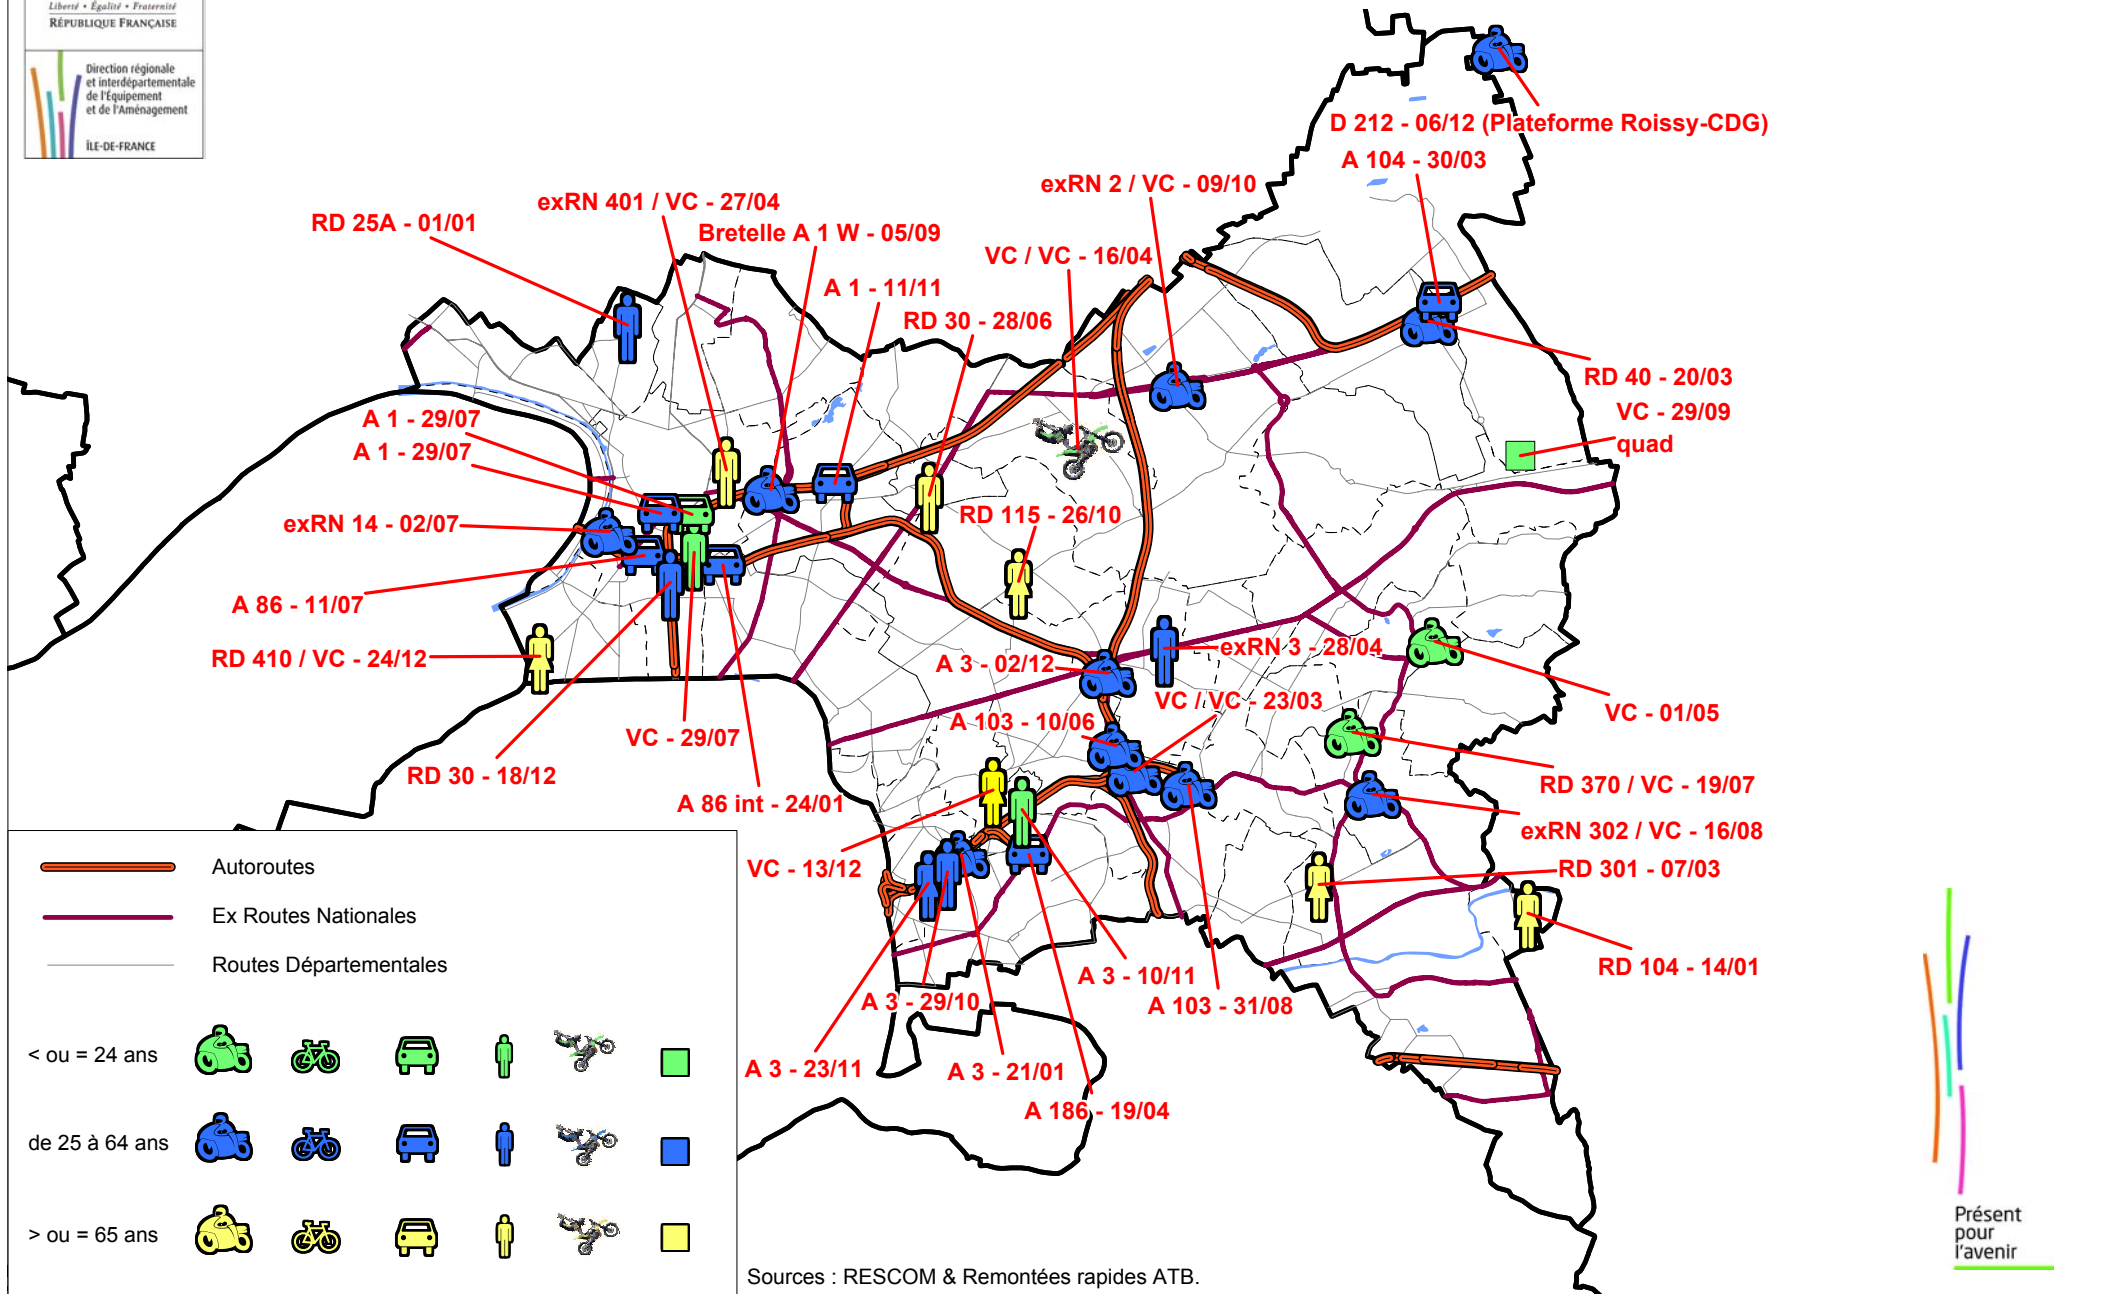 Liberté • Égalité • Fraternité
RÉPUBLIQUE FRANÇAISE
Direction régionale
et interdépartementale
de l'Équipement
et de l'Aménagement
ÎLE-DE-FRANCE
D 212 - 06/12 (Plateforme Roissy-CDG)
A 104 - 30/03
exRN 2 / VC - 09/10
exRN 401 / VC - 27/04
RD 25A - 01/01
Bretelle A 1 W - 05/09
VC / VC - 16/04
A 1 - 11/11
RD 30 - 28/06
RD 40 - 20/03
VC - 29/09
quad
A 1 - 29/07
A 1 - 29/07
exRN 14 - 02/07
RD 115 - 26/10
A 86 - 11/07
RD 410 / VC - 24/12
exRN 3 - 28/04
A 3 - 02/12
VC / VC - 23/03
VC - 01/05
A 103 - 10/06
VC - 29/07
RD 30 - 18/12
RD 370 / VC - 19/07
A 86 int - 24/01
exRN 302 / VC - 16/08
VC - 13/12
RD 301 - 07/03
RD 104 - 14/01
A 3 - 10/11
A 3 - 29/10
A 103 - 31/08
A 3 - 23/11
A 3 - 21/01
A 186 - 19/04
Autoroutes
Ex Routes Nationales
Routes Départementales
< ou = 24 ans
de 25 à 64 ans
> ou = 65 ans
Sources : RESCOM & Remontées rapides ATB.
Présent
pour
l'avenir